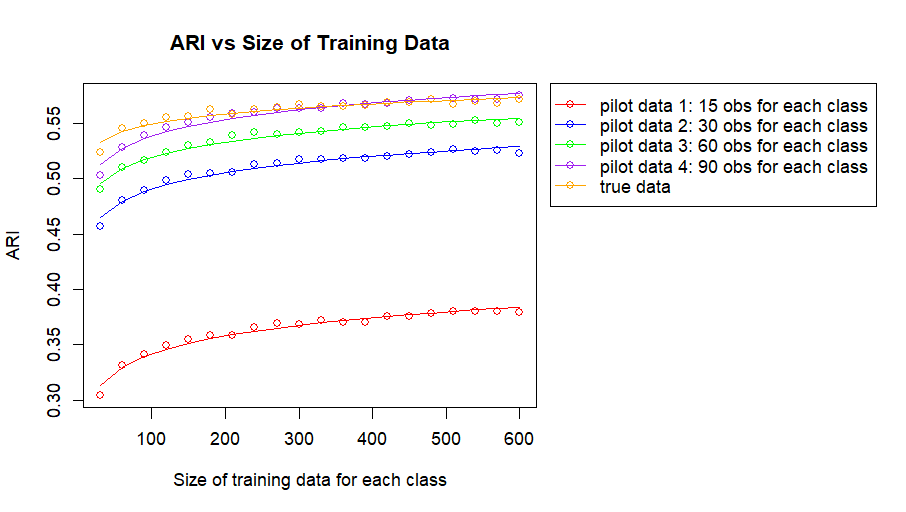 ARI vs Size of Training Data
ARI
0.55
0.50
0.45
0.40
0.35
0.30
100 200 300 400 500 600
Size of training data for each class
pilot data 1: 15 obs for each class
pilot data 2: 30 obs for each class
pilot data 3: 60 obs for each class
pilot data 4: 90 obs for each class
true data